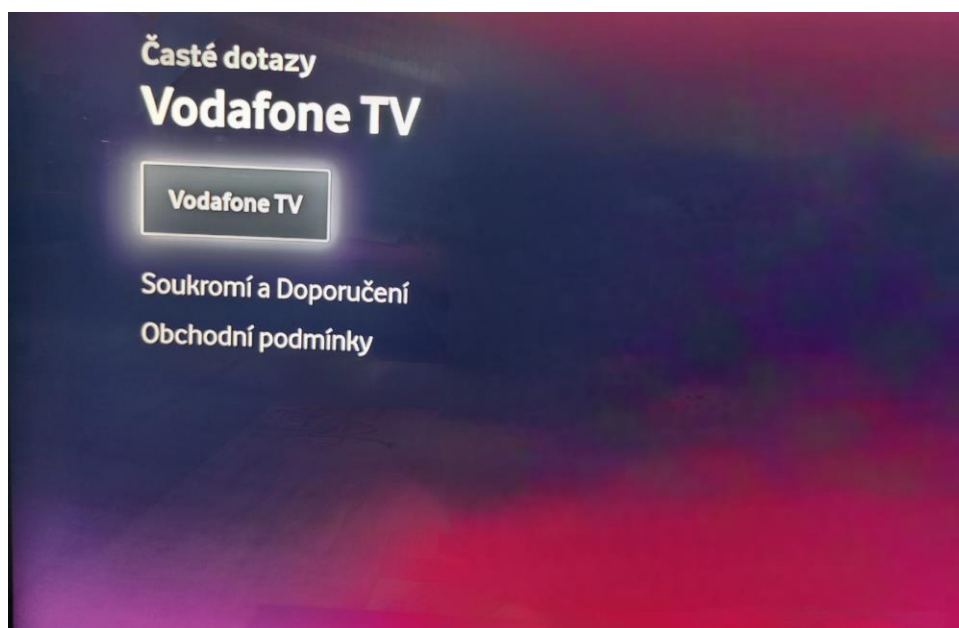 Časté dotazy
Vodafone TV
Vodafone TV
Soukromí a Doporučení
Obchodní podmínky